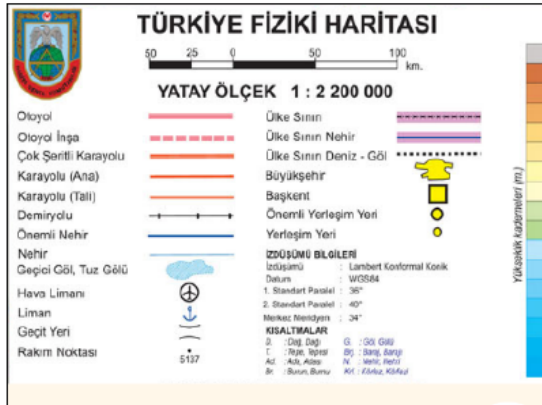 TÜRKİYE FİZİKİ HARİTASI
50 25 0 50 100 km.
YATAY ÖLÇEK 1 : 2 200 000
Otoyol
Otoyol İnşa
Çok Şeritli Karayolu
Karayolu (Ana)
Karayolu (Tali)
Demiryolu
Önemli Nehir
Nehir
Geçici Göl, Tuz Gölü
Hava Limanı
Liman
Geçit Yeri
Rakım Noktası
5137
Ülke Sınırı
Ülke Sınırı Nehir
Ülke Sınırı Deniz - Göl
Büyükşehir
Başkent
Önemli Yerleşim Yeri
Yerleşim Yeri
İZDÜŞÜMÜ BİLGİLERİ
İzdüşümü : Lambert Konformal Konik
Datum : WGS84
1. Standart Paralel : 36°
2. Standart Paralel : 40°
Merkez Meridyen : 34°
KISALTMALAR
D. : Dağ, Dağı G. : Göl, Gölü
T. : Tepe, Tepesi Brj. : Baraj, Barajı
Ad. : Ada, Adası N. : Nehir, Nehri
Br. : Burun, Burnu Krf. : Körfez, Körfezi
Yükseklik kademeleri (m.)